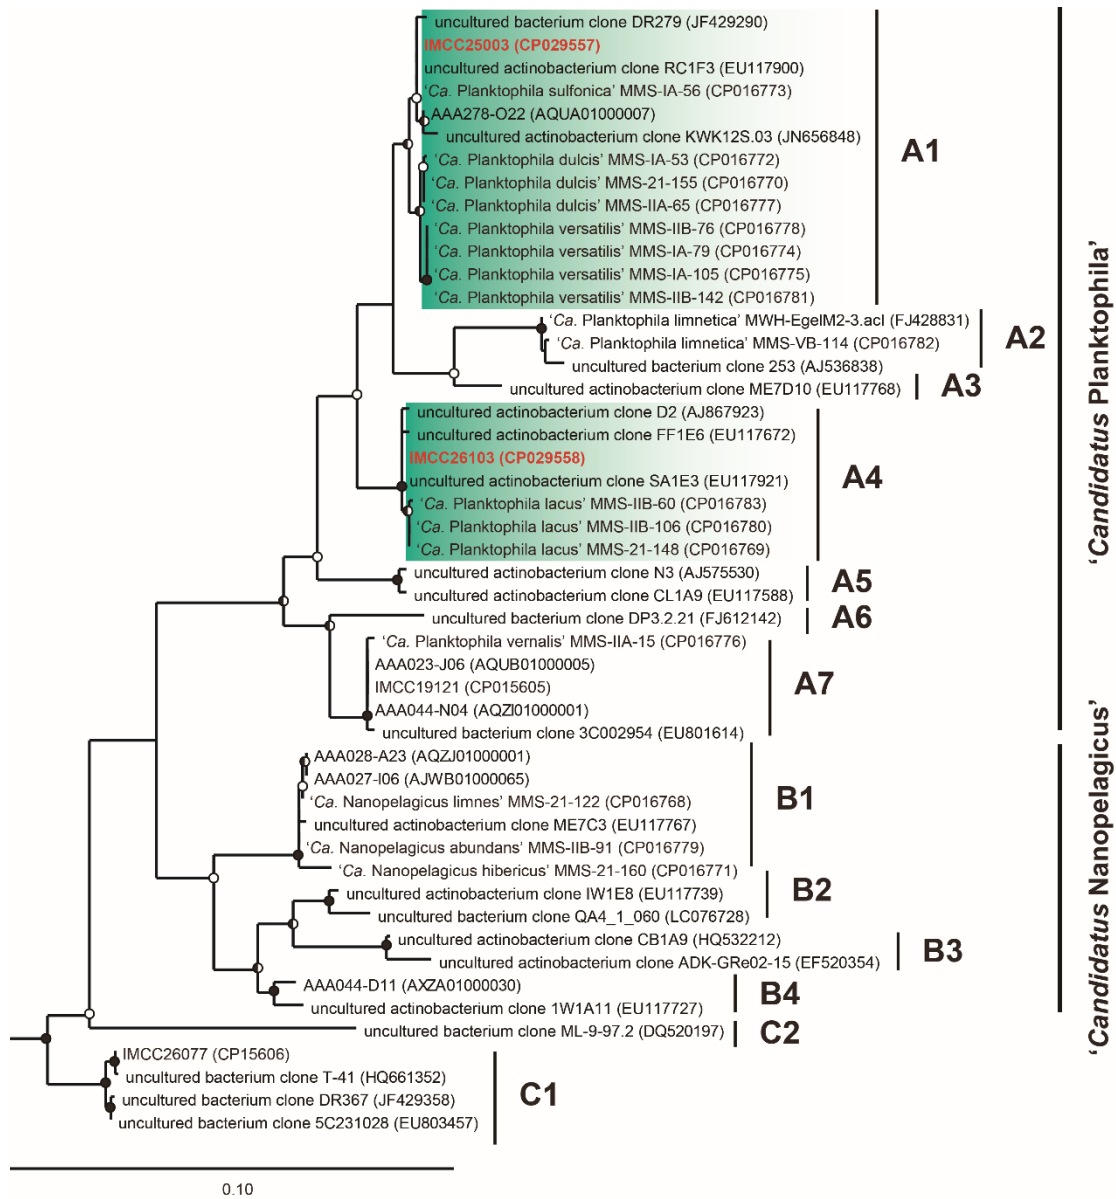 uncultured bacterium clone DR279 (JF429290)
IMCC25003 (CP029557)
uncultured actinobacterium clone RC1F3 (EU117900)
‘Ca. Planktophila sulfonica’ MMS-IA-56 (CP016773)
AAA278-O22 (AQUA01000007)
uncultured actinobacterium clone KWK12S.03 (JN656848)
‘Ca. Planktophila dulcis’ MMS-IA-53 (CP016772)
‘Ca. Planktophila dulcis’ MMS-21-155 (CP016770)
‘Ca. Planktophila dulcis’ MMS-IIA-65 (CP016777)
‘Ca. Planktophila versatilis’ MMS-IIB-76 (CP016778)
‘Ca. Planktophila versatilis’ MMS-IA-79 (CP016774)
‘Ca. Planktophila versatilis’ MMS-IA-105 (CP016775)
‘Ca. Planktophila versatilis’ MMS-IIB-142 (CP016781)
A1
‘Ca. Planktophila limnetica’ MWH-EgelM2-3.acI (FJ428831)
‘Ca. Planktophila limnetica’ MMS-VB-114 (CP016782)
uncultured bacterium clone 253 (AJ536838)
A2
uncultured actinobacterium clone ME7D10 (EU117768)
A3
uncultured actinobacterium clone D2 (AJ867923)
uncultured actinobacterium clone FF1E6 (EU117672)
IMCC26103 (CP029558)
uncultured actinobacterium clone SA1E3 (EU117921)
‘Ca. Planktophila lacus’ MMS-IIB-60 (CP016783)
‘Ca. Planktophila lacus’ MMS-IIB-106 (CP016780)
‘Ca. Planktophila lacus’ MMS-21-148 (CP016769)
A4
uncultured actinobacterium clone N3 (AJ575530)
uncultured actinobacterium clone CL1A9 (EU117588)
A5
uncultured bacterium clone DP3.2.21 (FJ612142)
A6
‘Ca. Planktophila vernalis’ MMS-IIA-15 (CP016776)
AAA023-J06 (AQUB01000005)
IMCC19121 (CP015605)
AAA044-N04 (AQZI01000001)
uncultured bacterium clone 3C002954 (EU801614)
A7
‘Candidatus Planktophila’
AAA028-A23 (AQZJ01000001)
AAA027-I06 (AJWB01000065)
‘Ca. Nanopelagicus limnes’ MMS-21-122 (CP016768)
uncultured actinobacterium clone ME7C3 (EU117767)
‘Ca. Nanopelagicus abundans’ MMS-IIB-91 (CP016779)
‘Ca. Nanopelagicus hibericus’ MMS-21-160 (CP016771)
B1
uncultured actinobacterium clone IW1E8 (EU117739)
uncultured bacterium clone QA4_1_060 (LC076728)
B2
uncultured actinobacterium clone CB1A9 (HQ532212)
uncultured actinobacterium clone ADK-GRe02-15 (EF520354)
B3
AAA044-D11 (AXZA01000030)
uncultured actinobacterium clone 1W1A11 (EU117727)
B4
‘Candidatus Nanopelagicus’
uncultured bacterium clone ML-9-97.2 (DQ520197)
C2
IMCC26077 (CP15606)
uncultured bacterium clone T-41 (HQ661352)
uncultured bacterium clone DR367 (JF429358)
uncultured bacterium clone 5C231028 (EU803457)
C1
0.10